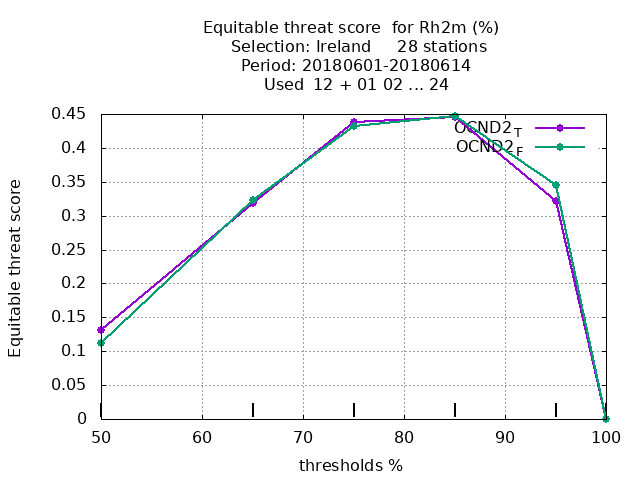 Equitable threat score for Rh2m (%)
Selection: Ireland 28 stations
Period: 20180601-20180614
Used 12 + 01 02 ... 24
Equitable threat score
0.45
0.4
0.35
0.3
0.25
0.2
0.15
0.1
0.05
0
OCND2T
OCND2F
50 60 70 80 90 100
thresholds %